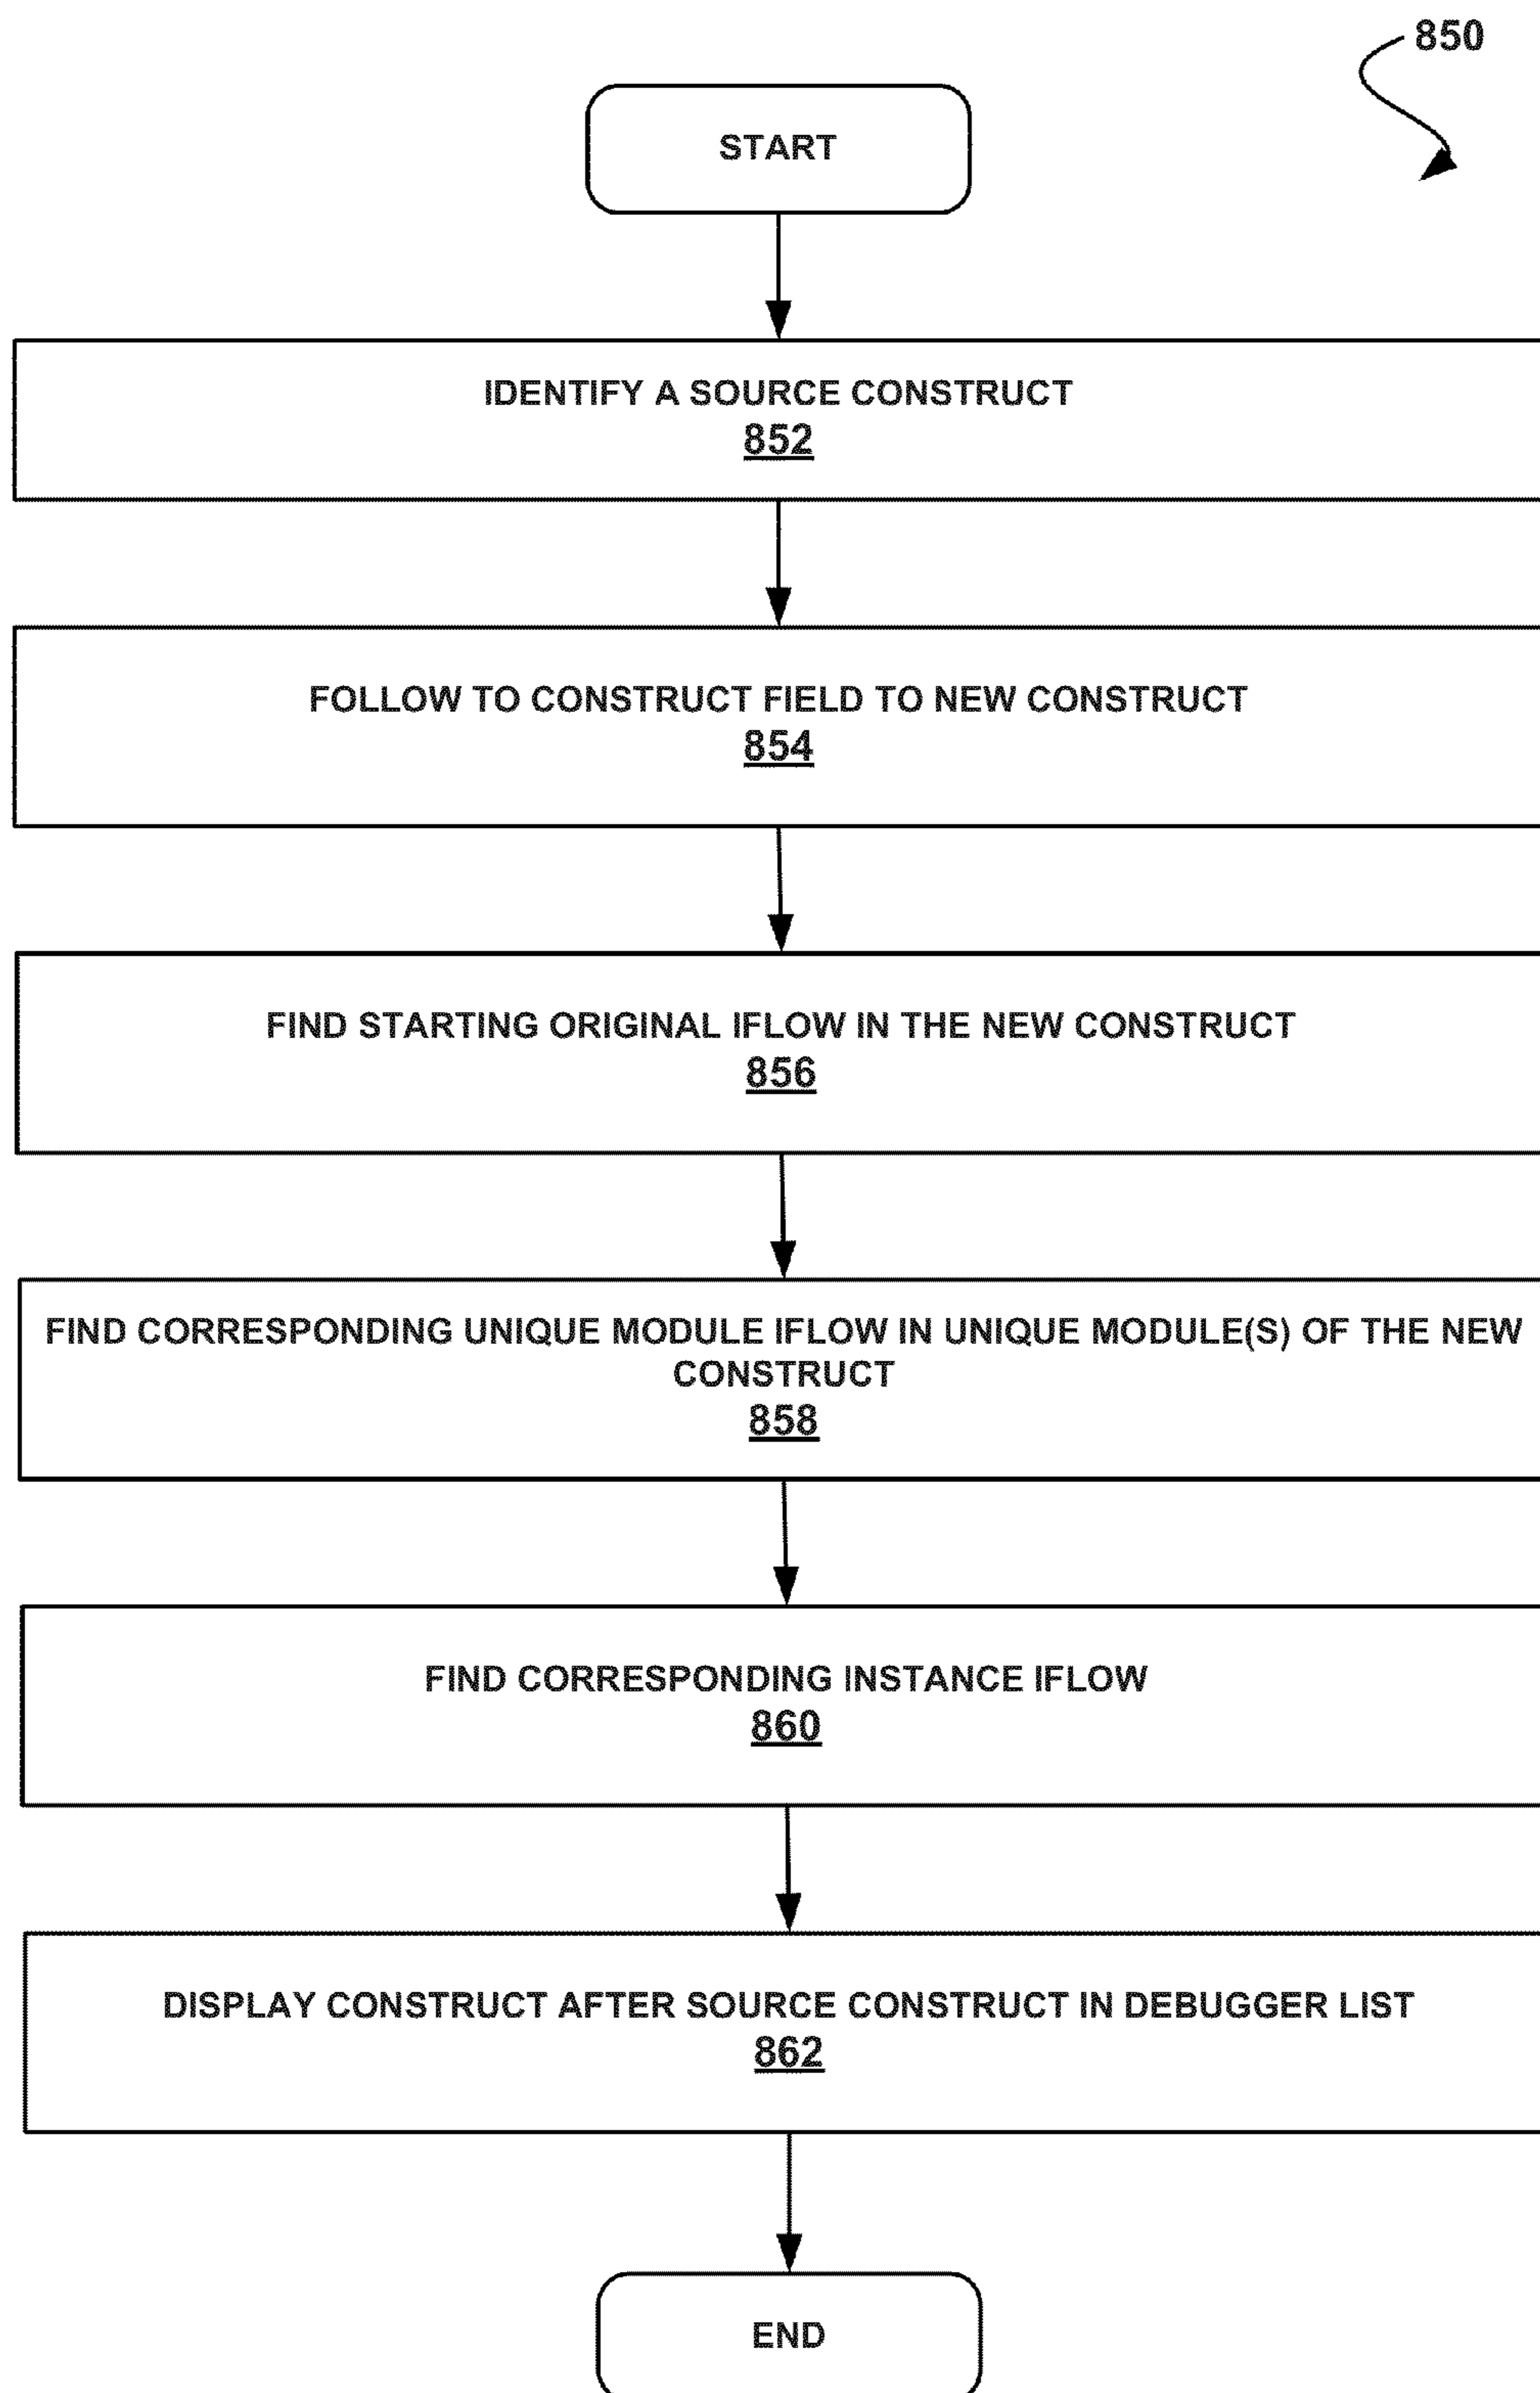 850
START
IDENTIFY A SOURCE CONSTRUCT
852
FOLLOW TO CONSTRUCT FIELD TO NEW CONSTRUCT
854
FIND STARTING ORIGINAL IFLOW IN THE NEW CONSTRUCT
856
FIND CORRESPONDING UNIQUE MODULE IFLOW IN UNIQUE MODULE(S) OF THE NEW
CONSTRUCT
858
FIND CORRESPONDING INSTANCE IFLOW
860
DISPLAY CONSTRUCT AFTER SOURCE CONSTRUCT IN DEBUGGER LIST
862
END